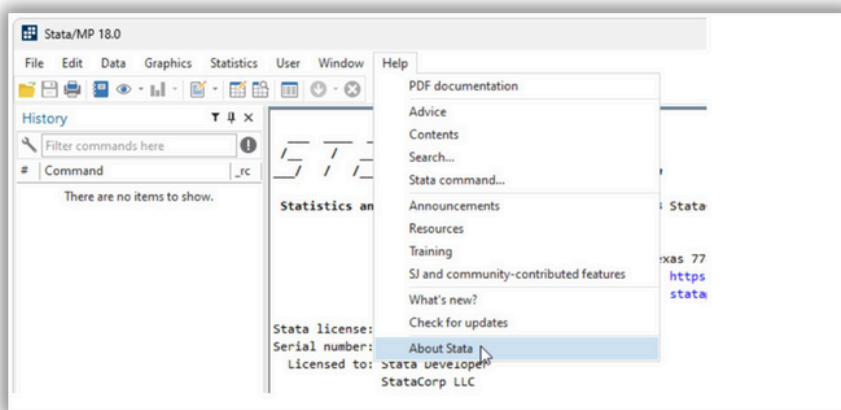 Stata/MP 18.0
File Edit Data Graphics Statistics User Window Help
PDF documentation
History
Advice
Filter commands here
Contents
# Command _rc
Search...
There are no items to show.
Stata command...
Statistics an
Announcements
Stata
Resources
Training
exas 77
SJ and community-contributed features
https
What's new?
stata
Check for updates
Stata license:
About Stata
Serial number:
Licensed to: Stata Developer
StataCorp LLC